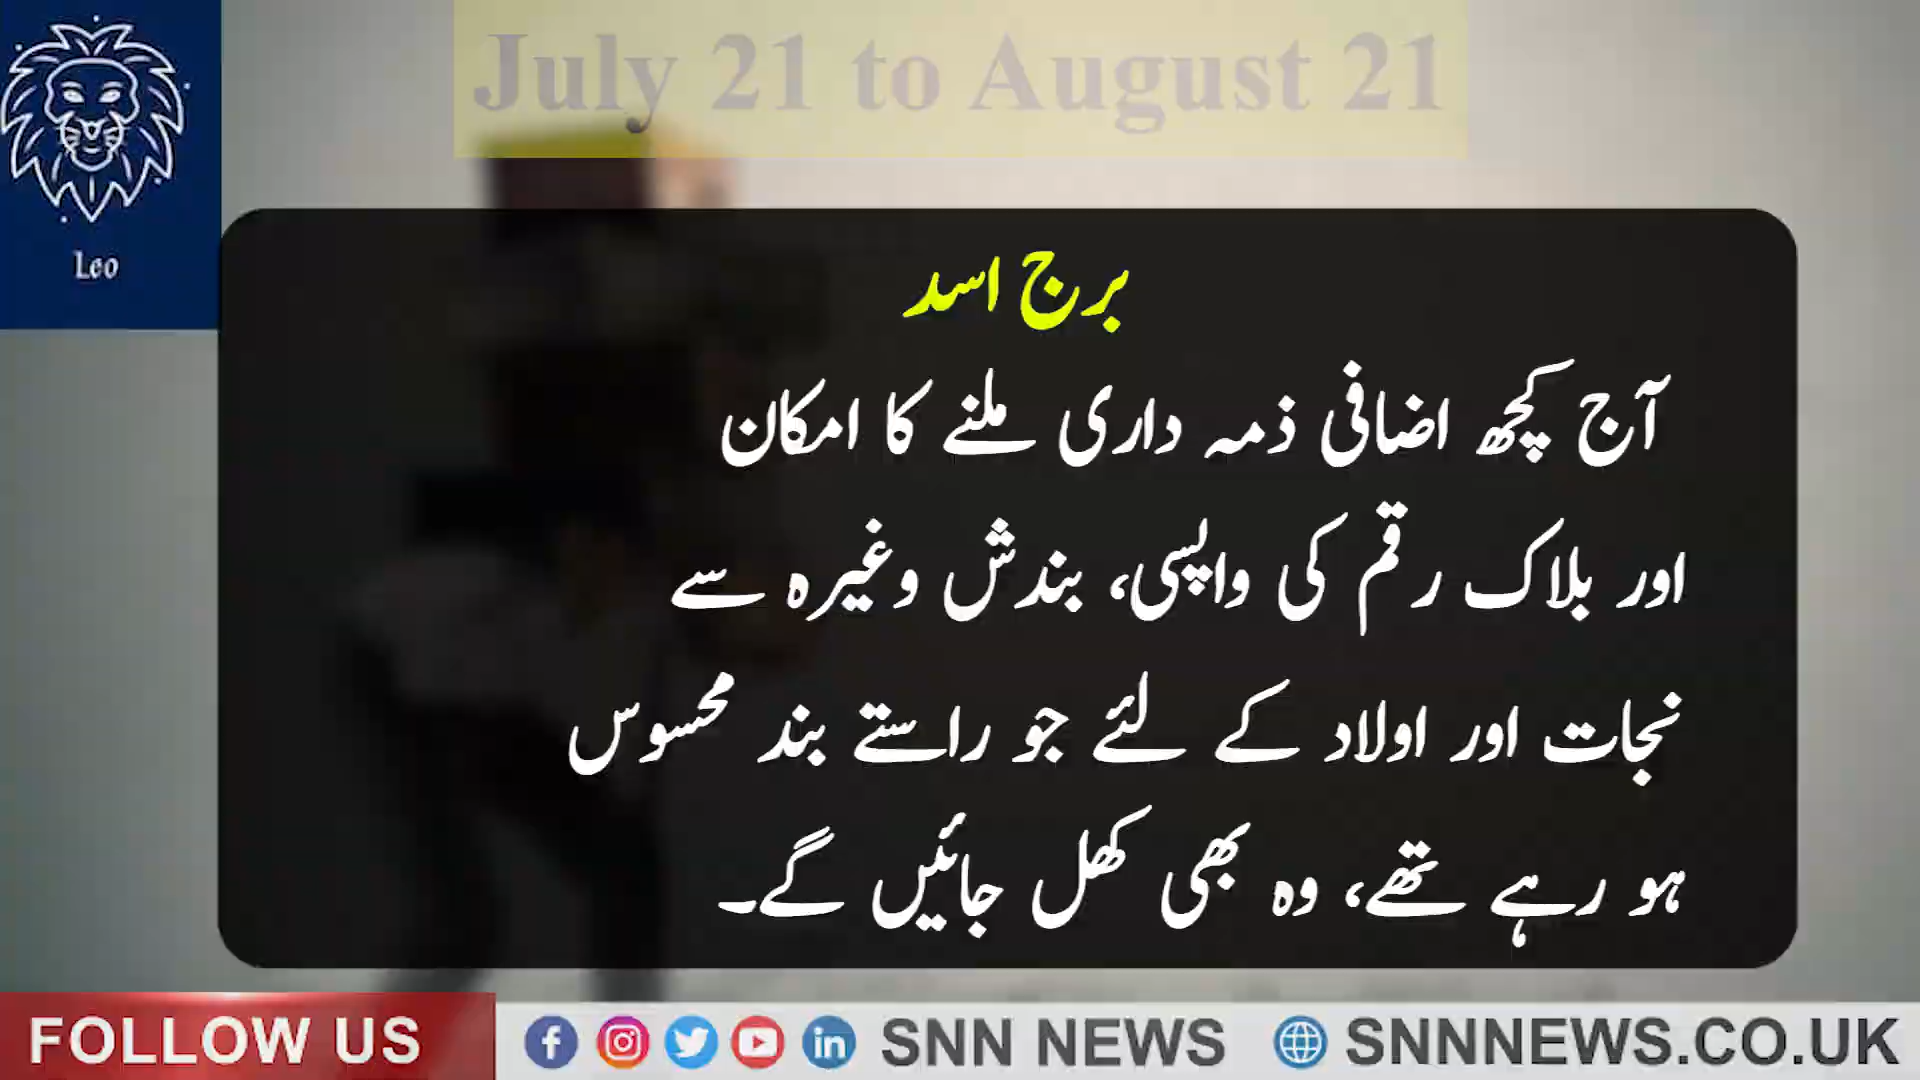 July 21 to August 21
Leo
برج اسد
آج کچھ اضافی ذمہ داری ملنے کا امکان
اور بلاک رقم کی واپسی، بندش وغیرہ سے
نجات اور اولاد کے لئے جو راستے بند محسوس
ہو رہے تھے، وہ بھی کھل جائیں گے۔
FOLLOW US
SNN NEWS
SNNNEWS.CO.UK